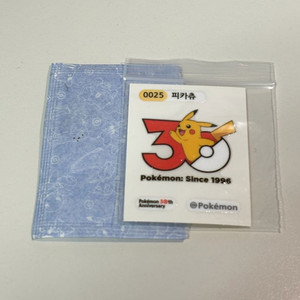 0025 피카츄
30
Pokémon: Since 1996
Pokémon 30th
Anniversary
Pokémon